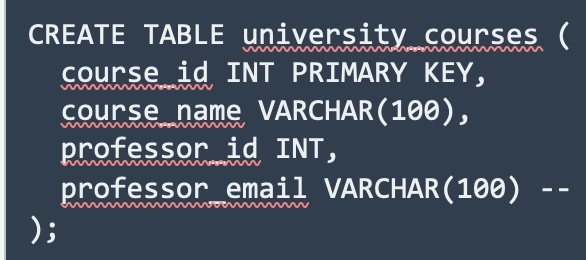 CREATE TABLE university_courses (
  course_id INT PRIMARY KEY,
  course_name VARCHAR(100),
  professor_id INT,
  professor_email VARCHAR(100) --
);